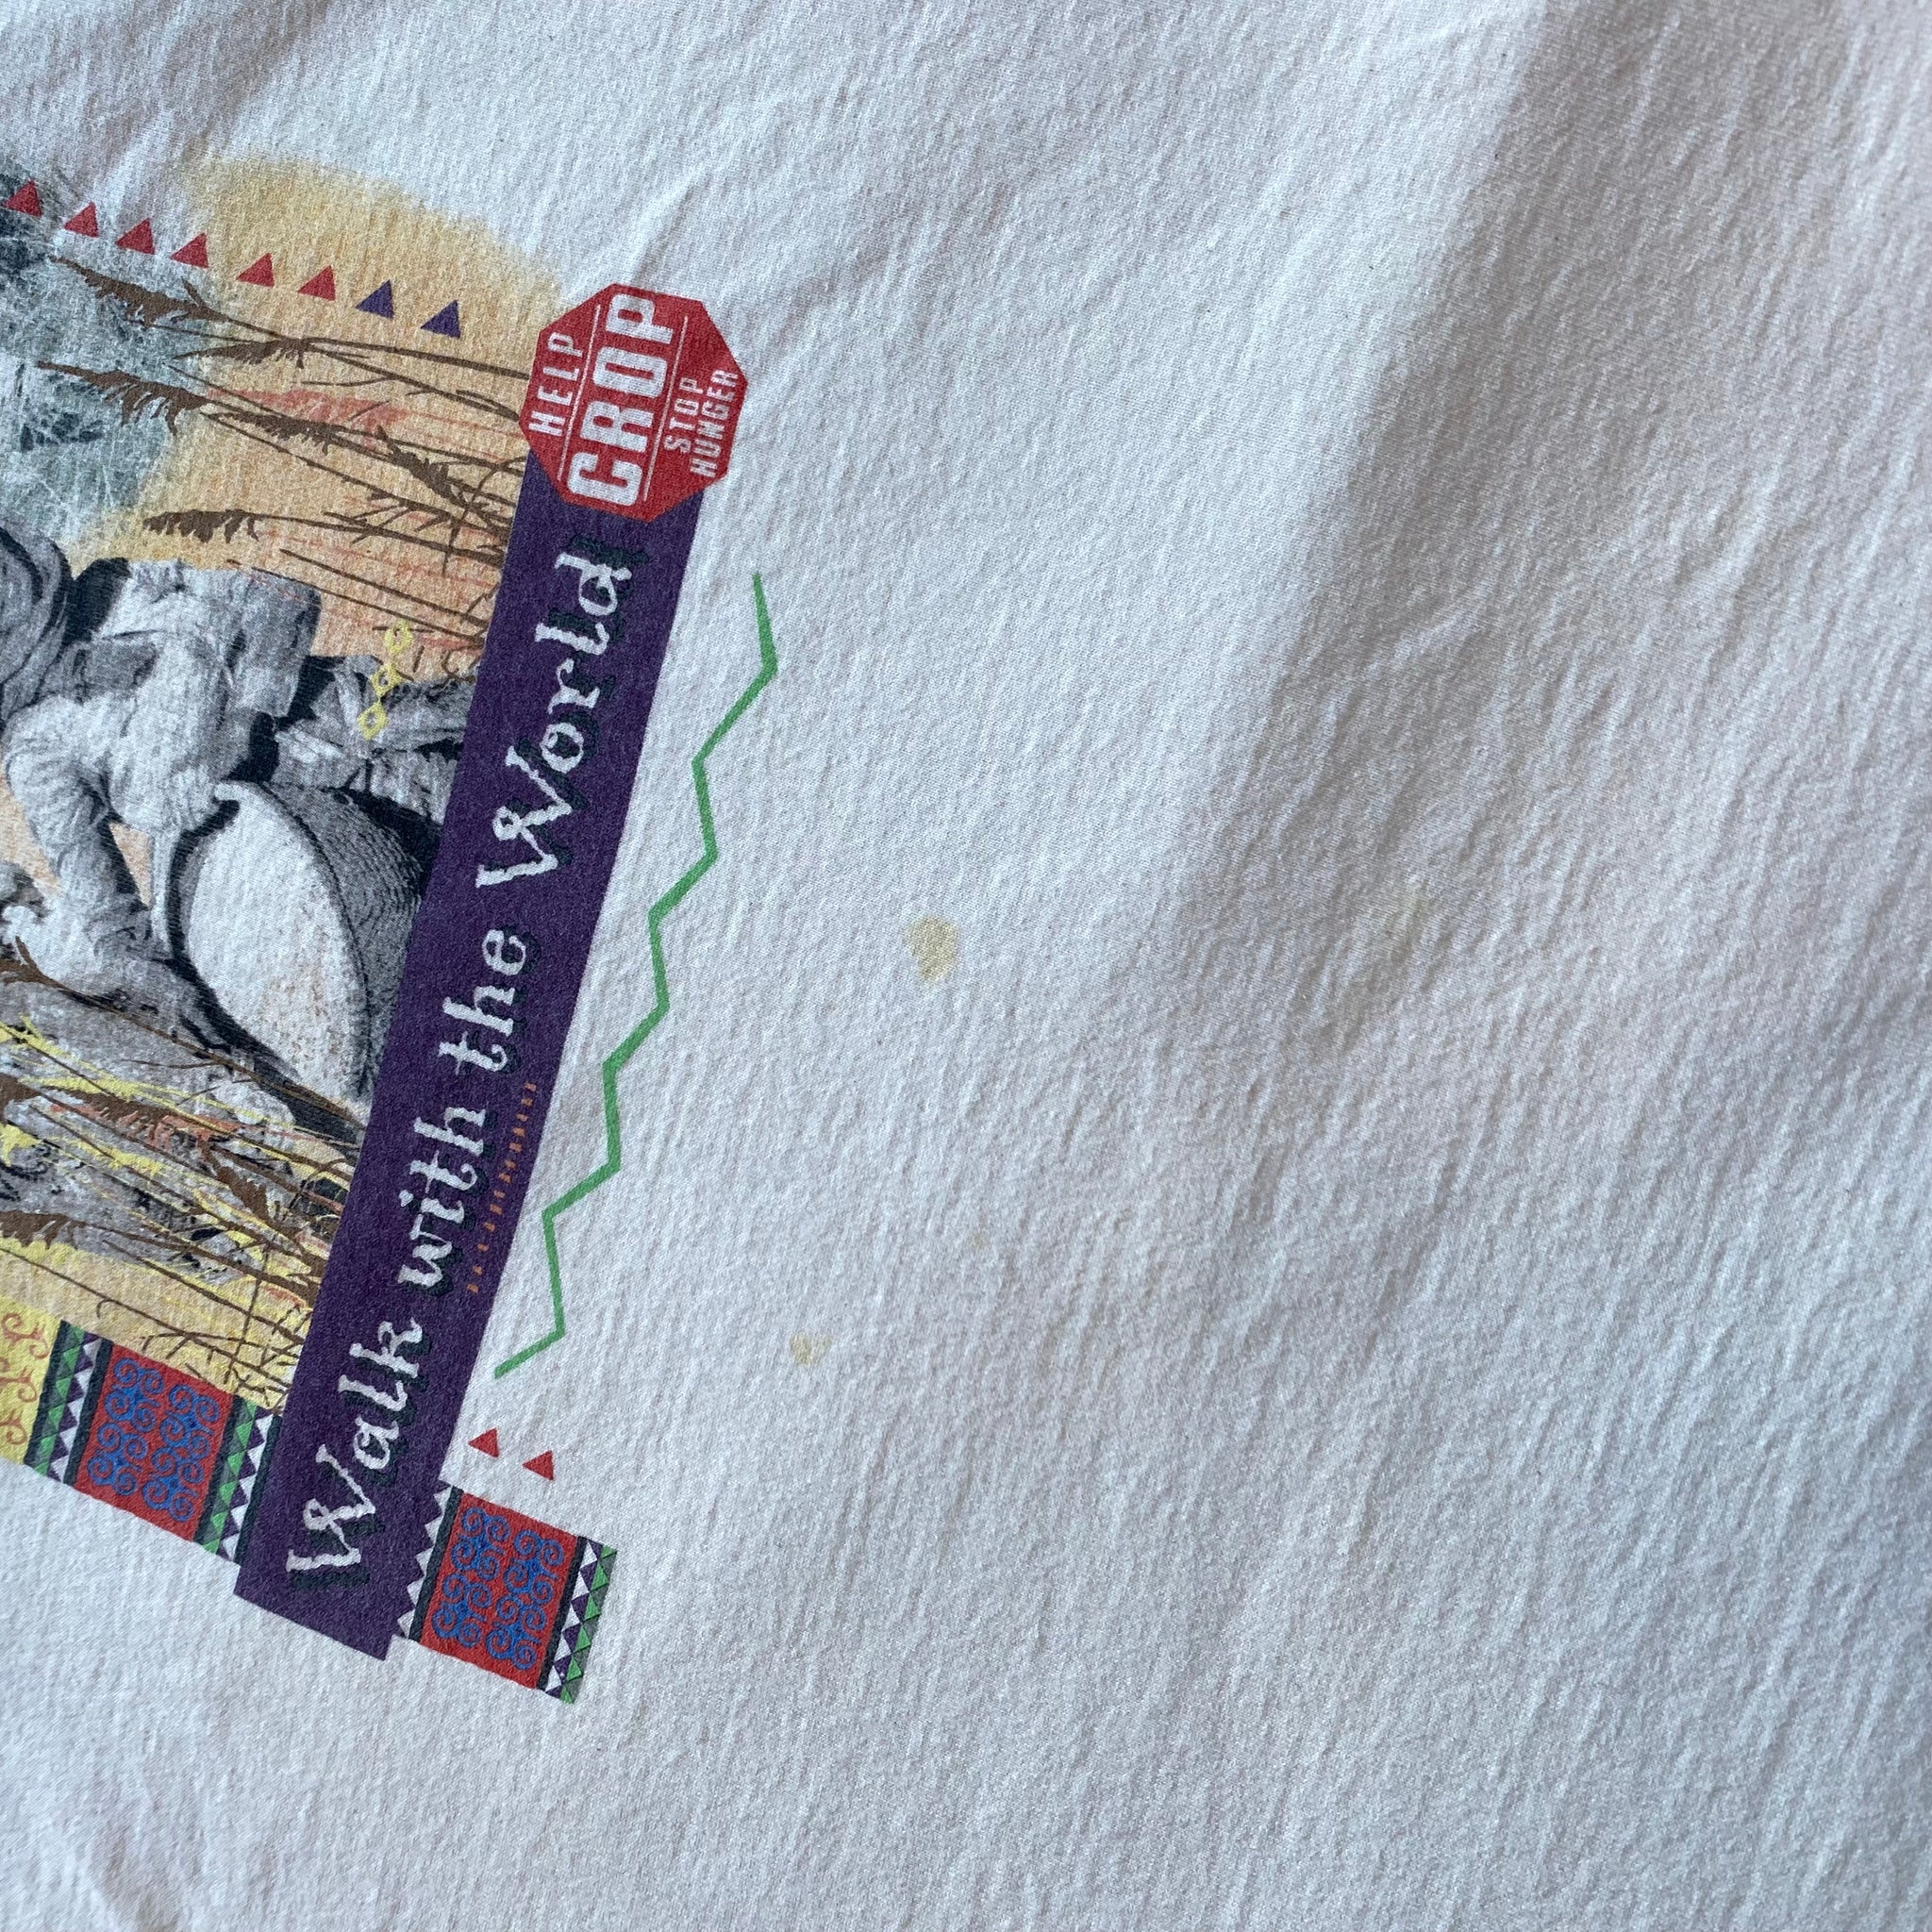 HELP
CROP
STOP
HUNGER
Walk with the World